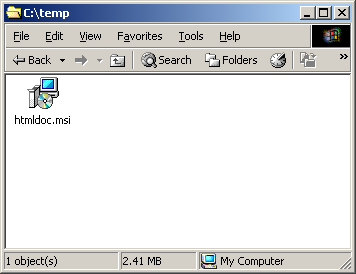 C:\temp
File Edit View Favorites Tools Help
Back Search Folders »
htmldoc.msi
1 object(s) 2.41 MB My Computer